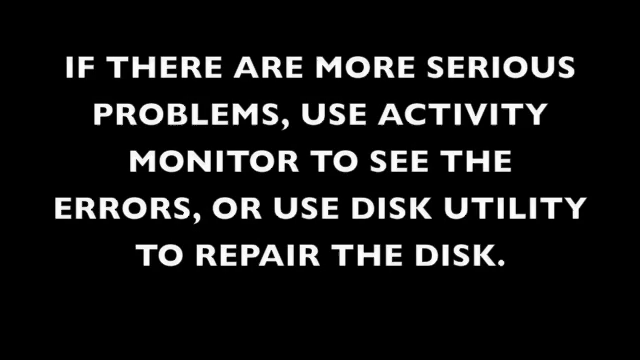 IF THERE ARE MORE SERIOUS
PROBLEMS, USE ACTIVITY
MONITOR TO SEE THE
ERRORS, OR USE DISK UTILITY
TO REPAIR THE DISK.